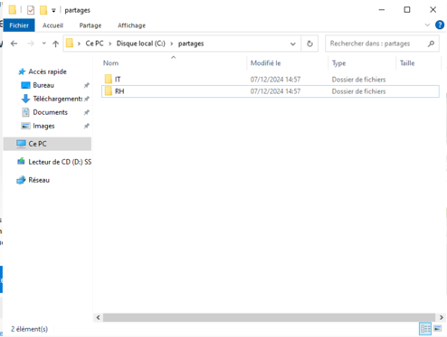 partages
Fichier Accueil Partage Affichage
Ce PC > Disque local (C:) > partages
Rechercher dans : partages
Nom Modifié le Type Taille
Accès rapide
Bureau
Téléchargements
Documents
Images
Ce PC
Lecteur de CD (D:) SS
Réseau
IT 07/12/2024 14:57 Dossier de fichiers
RH 07/12/2024 14:57 Dossier de fichiers
2 élément(s)